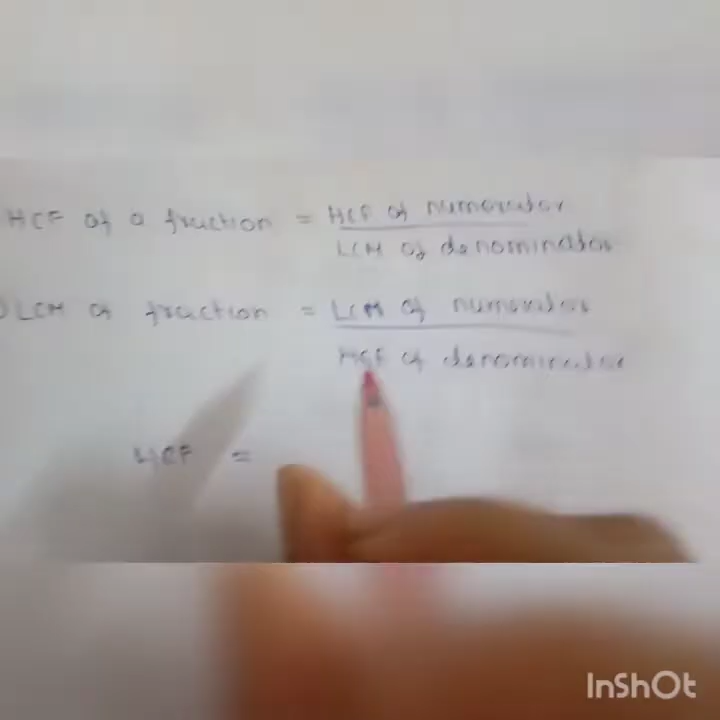 HCF of a fraction = HCF of numerator
LCM of denominator
LCM of fraction = LCM of numerator
HCF of denominator
HCF =
InShOt